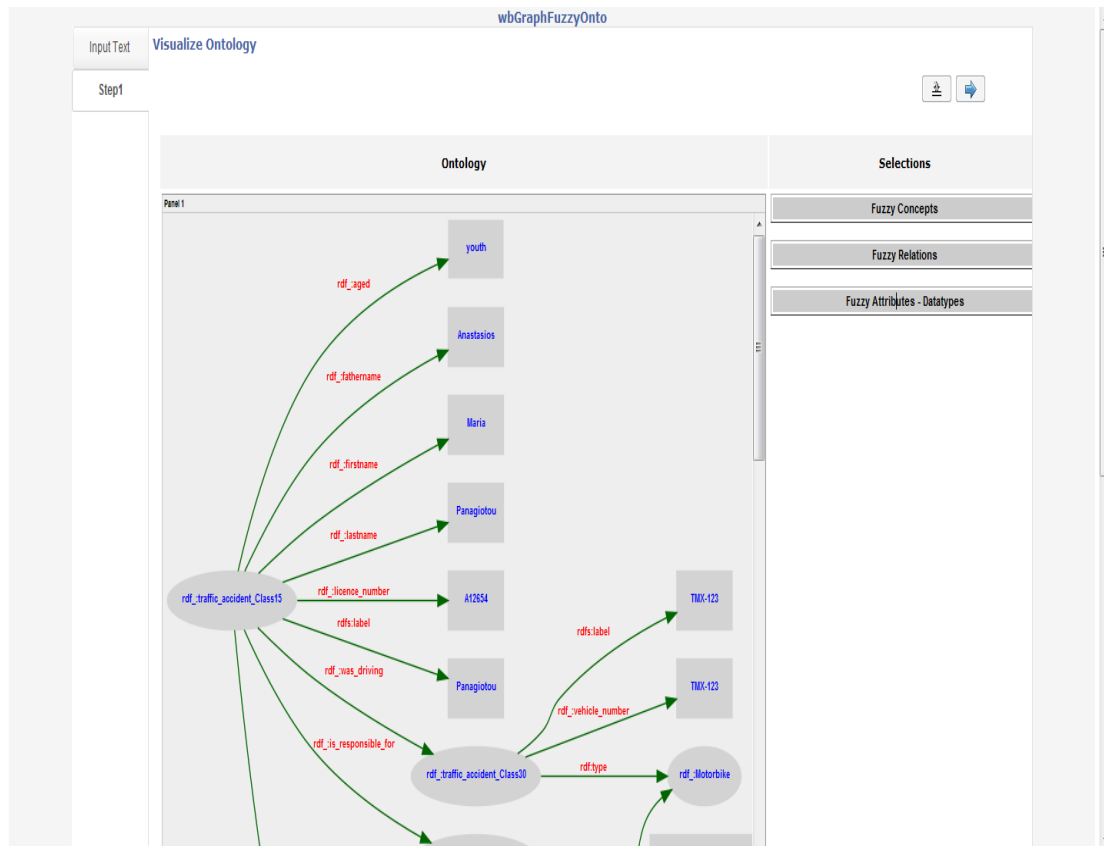 wbGraphFuzzyOnto
Input Text
Visualize Ontology
Step1
Ontology
Selections
Panel 1
Fuzzy Concepts
Fuzzy Relations
Fuzzy Attributes - Datatypes
youth
rdf_:aged
Anastasios
rdf_:fathername
Maria
rdf_:firstname
Panagiotou
rdf_:lastname
rdf_:traffic_accident_Class15
rdf_:licence_number
A12654
TMX-123
rdfs:label
rdfs:label
rdf_:was_driving
Panagiotou
TMX-123
rdf_:vehicle_number
rdf_:is_responsible_for
rdf_:traffic_accident_Class30
rdf:type
rdf_:Motorbike